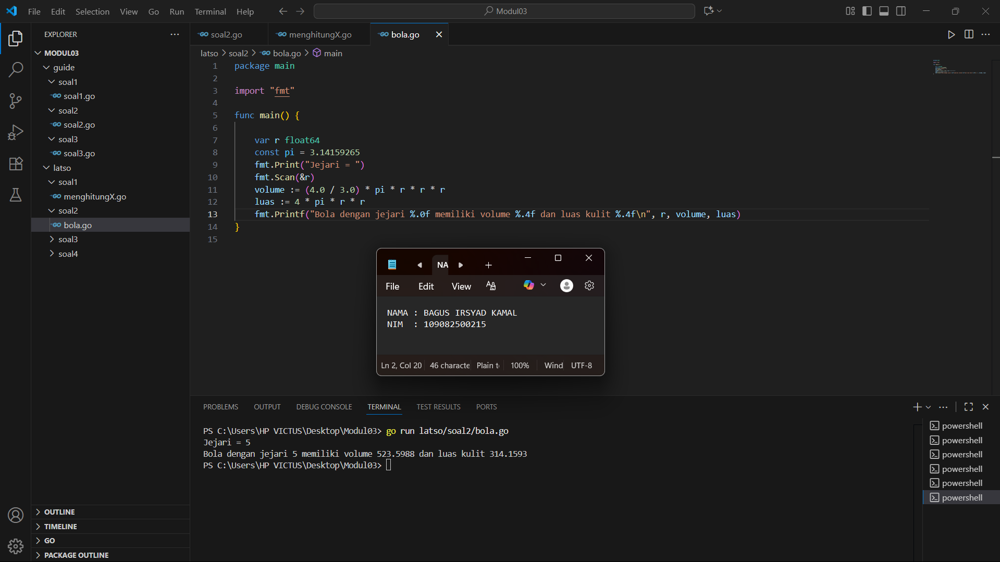 File Edit Selection View Go Run Terminal Help
Modul03
EXPLORER
MODUL03
guide
soal1
soal1.go
soal2
soal2.go
soal3
soal3.go
latso
soal1
menghitungX.go
soal2
bola.go
soal3
soal4
OUTLINE
TIMELINE
GO
PACKAGE OUTLINE
soal2.go menghitungX.go bola.go
latso > soal2 > bola.go > main
1 package main
2
3 import "fmt"
4
5 func main() {
6
7 var r float64
8 const pi = 3.14159265
9 fmt.Print("Jejari = ")
10 fmt.Scan(&r)
11 volume := (4.0 / 3.0) * pi * r * r * r
12 luas := 4 * pi * r * r
13 fmt.Printf("Bola dengan jejari %.0f memiliki volume %.4f dan luas kulit %.4f\n", r, volume, luas)
14 }
15
NA
File Edit View
NAMA : BAGUS IRSYAD KAMAL
NIM : 109082500215
Ln 2, Col 20 46 characte Plain t 100% Wind UTF-8
PROBLEMS OUTPUT DEBUG CONSOLE TERMINAL TEST RESULTS PORTS
PS C:\Users\HP VICTUS\Desktop\Modul03> go run latso/soal2/bola.go
Jejari = 5
Bola dengan jejari 5 memiliki volume 523.5988 dan luas kulit 314.1593
PS C:\Users\HP VICTUS\Desktop\Modul03>
powershell
powershell
powershell
powershell
powershell
powershell